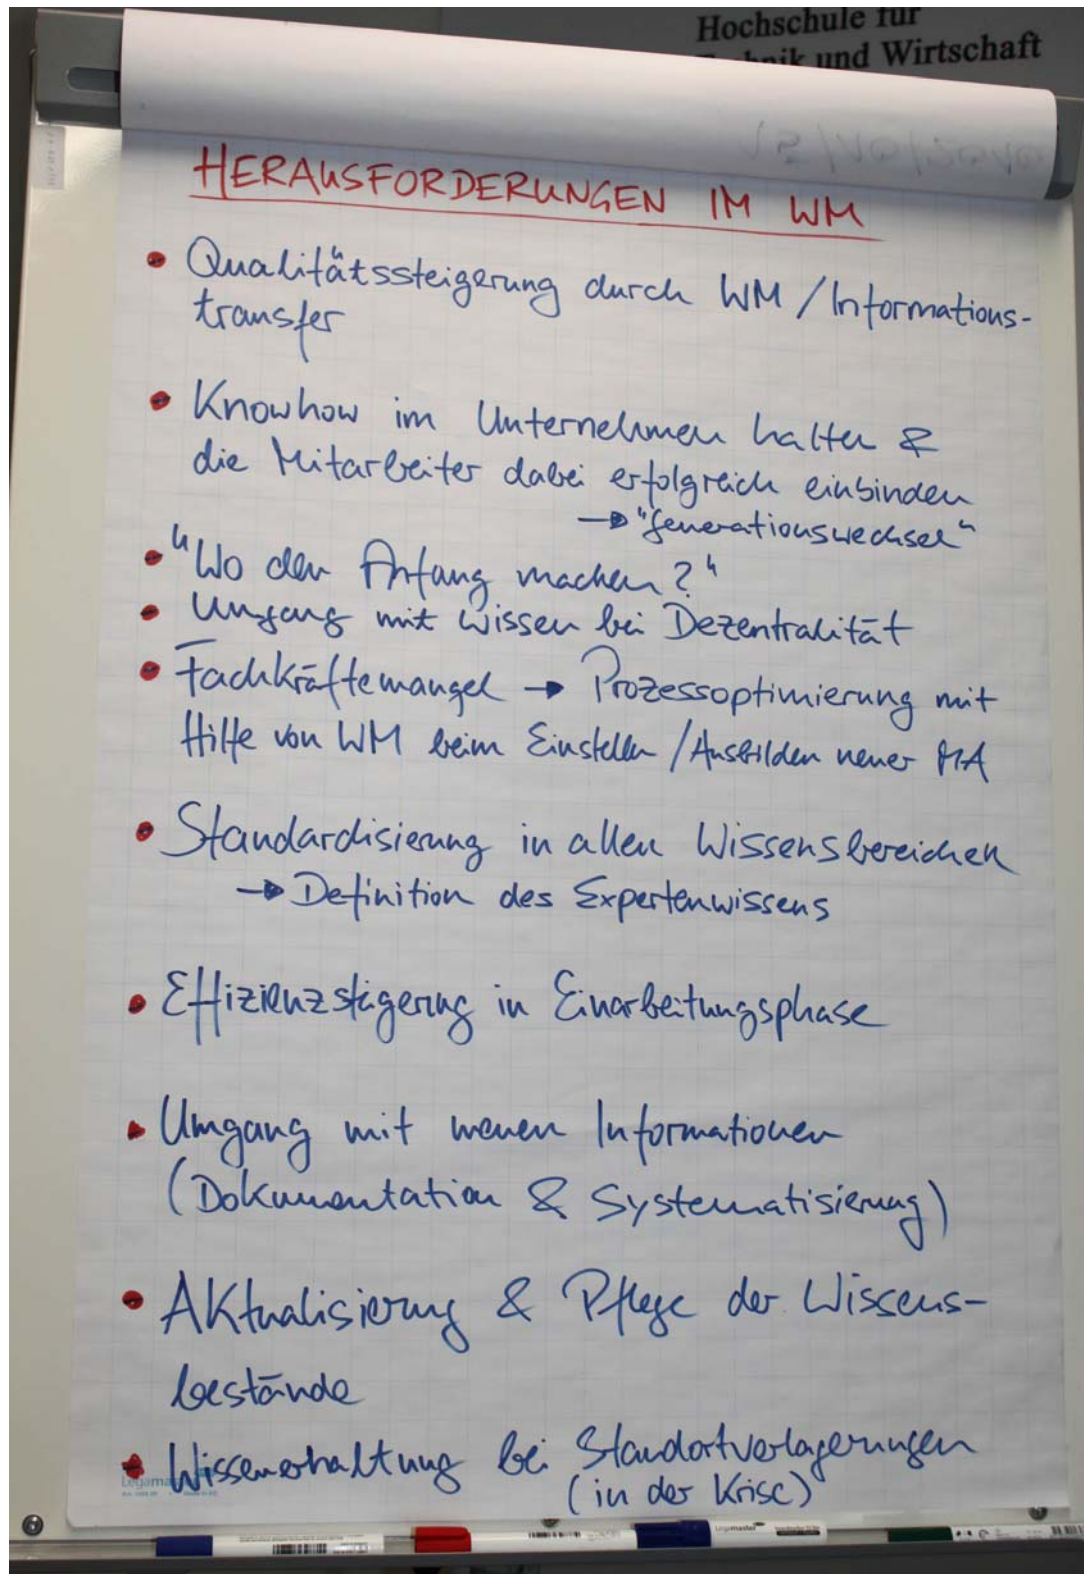 Hochschule für
Technik und Wirtschaft
HERAUSFORDERUNGEN IM WM
• Qualitätssteigerung durch WM / Informations-
transfer
• Knowhow im Unternehmen halten &
die Mitarbeiter dabei erfolgreich einbinden
→ "Generationswechsel"
• "Wo den Anfang machen?"
• Umgang mit Wissen bei Dezentralität
• Fachkräftemangel → Prozessoptimierung mit
Hilfe von WM beim Einstellen / Ausbilden neuer MA
• Standardisierung in allen Wissensbereichen
→ Definition des Expertenwissens
• Effizienzsteigerung in Einarbeitungsphase
• Umgang mit neuen Informationen
(Dokumentation & Systematisierung)
• Aktualisierung & Pflege der Wissens-
bestände
• Wissenserhaltung bei Standortverlagerungen
(in der Krise)
Legamaster